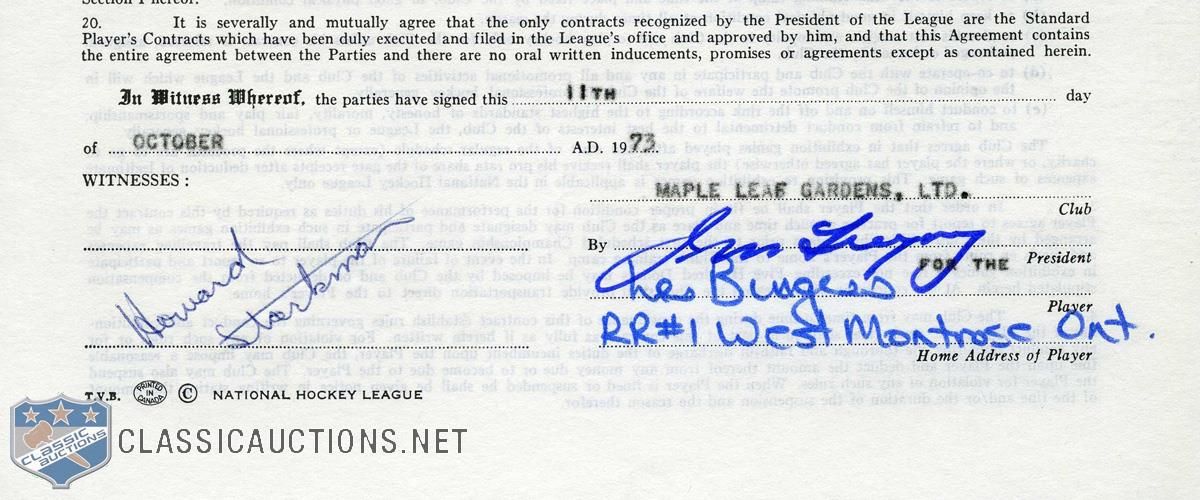 20. It is severally and mutually agree that the only contracts recognized by the President of the League are the Standard
Player's Contracts which have been duly executed and filed in the League's office and approved by him, and that this Agreement contains
the entire agreement between the Parties and there are no oral written inducements, promises or agreements except as contained herein.
In Witness Whereof, the parties have signed this 11TH day
of OCTOBER A.D. 1973.
WITNESSES :
MAPLE LEAF GARDENS, LTD.
Club
By
FOR THE President
Howard Starkman
Burgess
Player
RR#1 West Montrose Ont.
Home Address of Player
T.V.B. PRINTED IN CANADA © NATIONAL HOCKEY LEAGUE
CLASSIC AUCTIONS
CLASSICAUCTIONS.NET